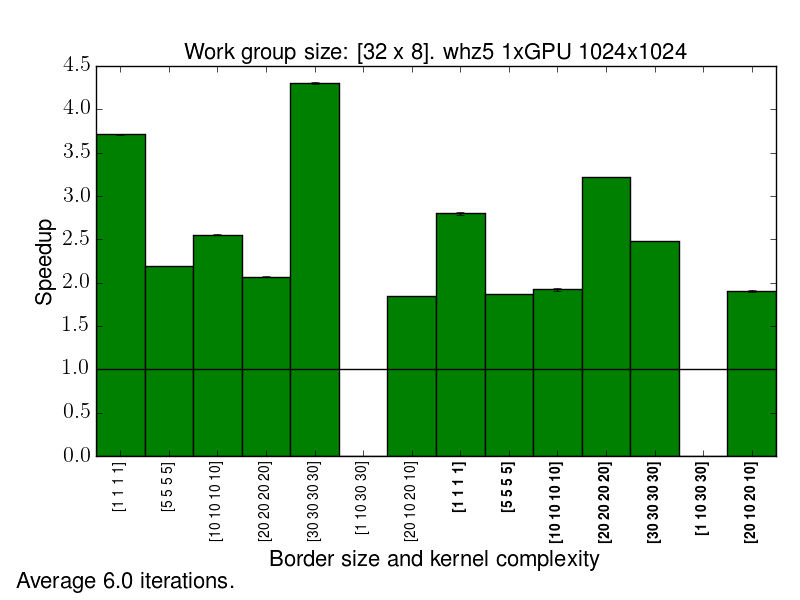 Work group size: [32 x 8]. whz5 1xGPU 1024x1024
4.5
4.0
3.5
3.0
2.5
2.0
1.5
1.0
0.5
0.0
Speedup
[1 1 1 1]
[5 5 5 5]
[10 10 10 10]
[20 20 20 20]
[30 30 30 30]
[1 10 30 30]
[20 10 20 10]
[1 1 1 1]
[5 5 5 5]
[10 10 10 10]
[20 20 20 20]
[30 30 30 30]
[1 10 30 30]
[20 10 20 10]
Border size and kernel complexity
Average 6.0 iterations.